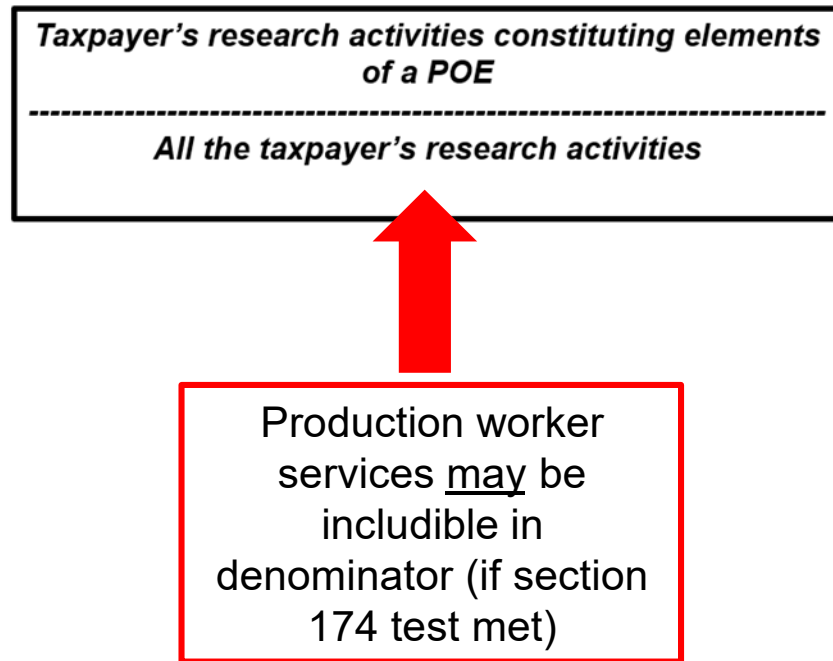 Taxpayer’s research activities constituting elements
of a POE
--------------------------------------------------------------------------
All the taxpayer’s research activities
Production worker
services may be
includible in
denominator (if section
174 test met)